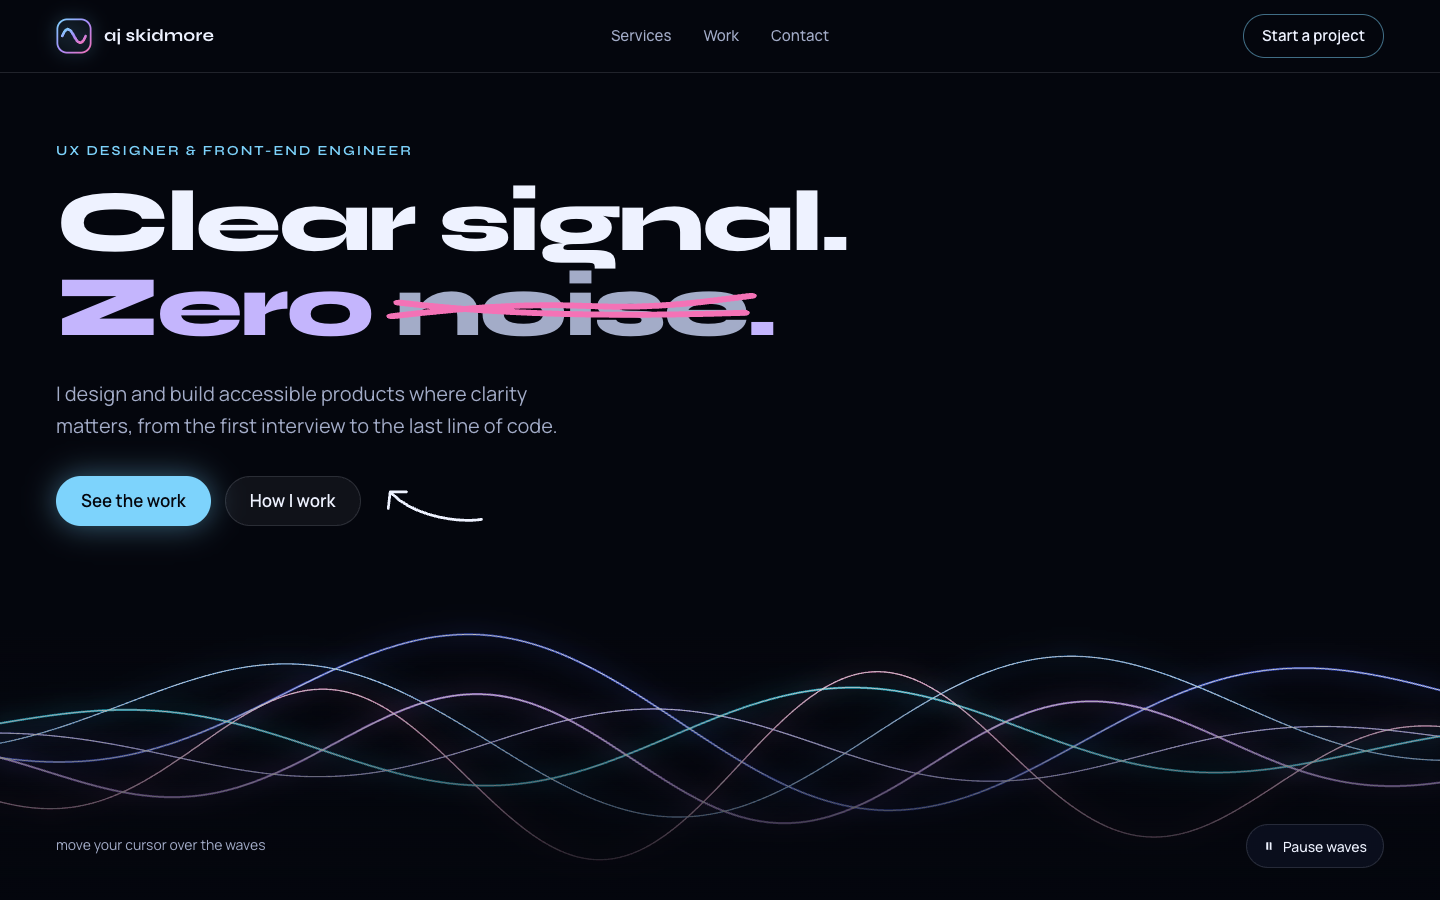 aj skidmore
Services
Work
Contact
Start a project
UX DESIGNER & FRONT-END ENGINEER
Clear signal.
Zero noise.
I design and build accessible products where clarity
matters, from the first interview to the last line of code.
See the work
How I work
move your cursor over the waves
Pause waves